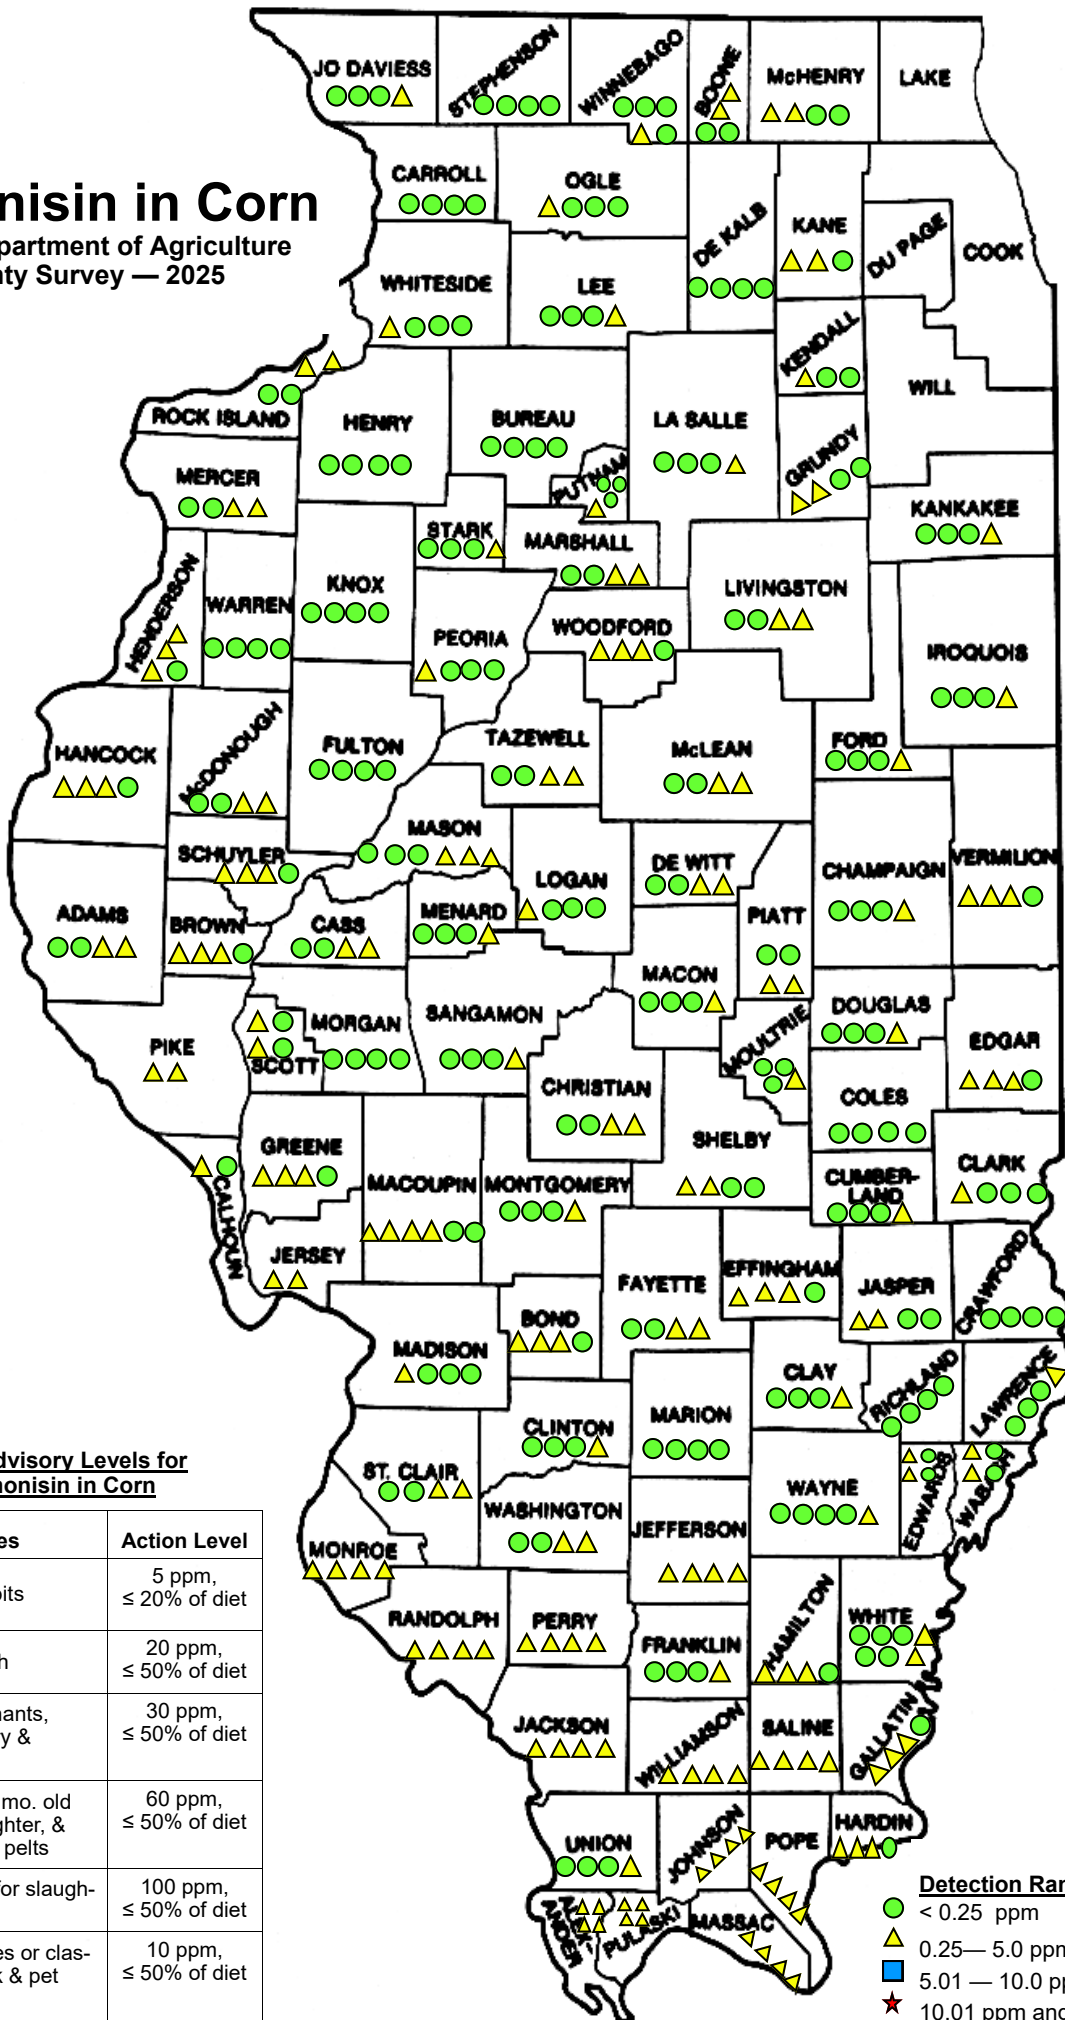 nisin in Corn
partment of Agriculture
nty Survey — 2025
JO DAVIESS
STEPHENSON
WINNEBAGO
BOONE
McHENRY
LAKE
CARROLL
OGLE
DE KALB
KANE
DU PAGE
COOK
WHITESIDE
LEE
KENDALL
WILL
ROCK ISLAND
HENRY
BUREAU
LA SALLE
PUTNAM
GRUNDY
MERCER
KANKAKEE
STARK
MARSHALL
HENDERSON
WARREN
KNOX
LIVINGSTON
PEORIA
WOODFORD
IROQUOIS
HANCOCK
McDONOUGH
FULTON
TAZEWELL
McLEAN
FORD
SCHUYLER
MASON
LOGAN
DE WITT
CHAMPAIGN
VERMILION
ADAMS
BROWN
CASS
MENARD
PIATT
MACON
DOUGLAS
PIKE
SCOTT
MORGAN
SANGAMON
MOULTRIE
EDGAR
CHRISTIAN
COLES
SHELBY
GREENE
CALHOUN
MACOUPIN
MONTGOMERY
CUMBER-
LAND
CLARK
JERSEY
FAYETTE
EFFINGHAM
JASPER
CRAWFORD
BOND
MADISON
CLAY
RICHLAND
LAWRENCE
CLINTON
MARION
ST. CLAIR
WAYNE
EDWARDS
WABASH
WASHINGTON
JEFFERSON
MONROE
RANDOLPH
PERRY
FRANKLIN
HAMILTON
WHITE
JACKSON
WILLIAMSON
SALINE
GALLATIN
UNION
JOHNSON
POPE
HARDIN
ALEX-
ANDER
PULASKI
MASSAC
dvisory Levels for
nonisin in Corn
es
Action Level
its
5 ppm,
≤ 20% of diet
h
20 ppm,
≤ 50% of diet
nants,
y &
30 ppm,
≤ 50% of diet
mo. old
ghter, &
pelts
60 ppm,
≤ 50% of diet
for slaugh-
100 ppm,
≤ 50% of diet
es or clas-
k & pet
10 ppm,
≤ 50% of diet
Detection Ran
< 0.25 ppm
0.25— 5.0 ppm
5.01 — 10.0 pp
10.01 ppm and